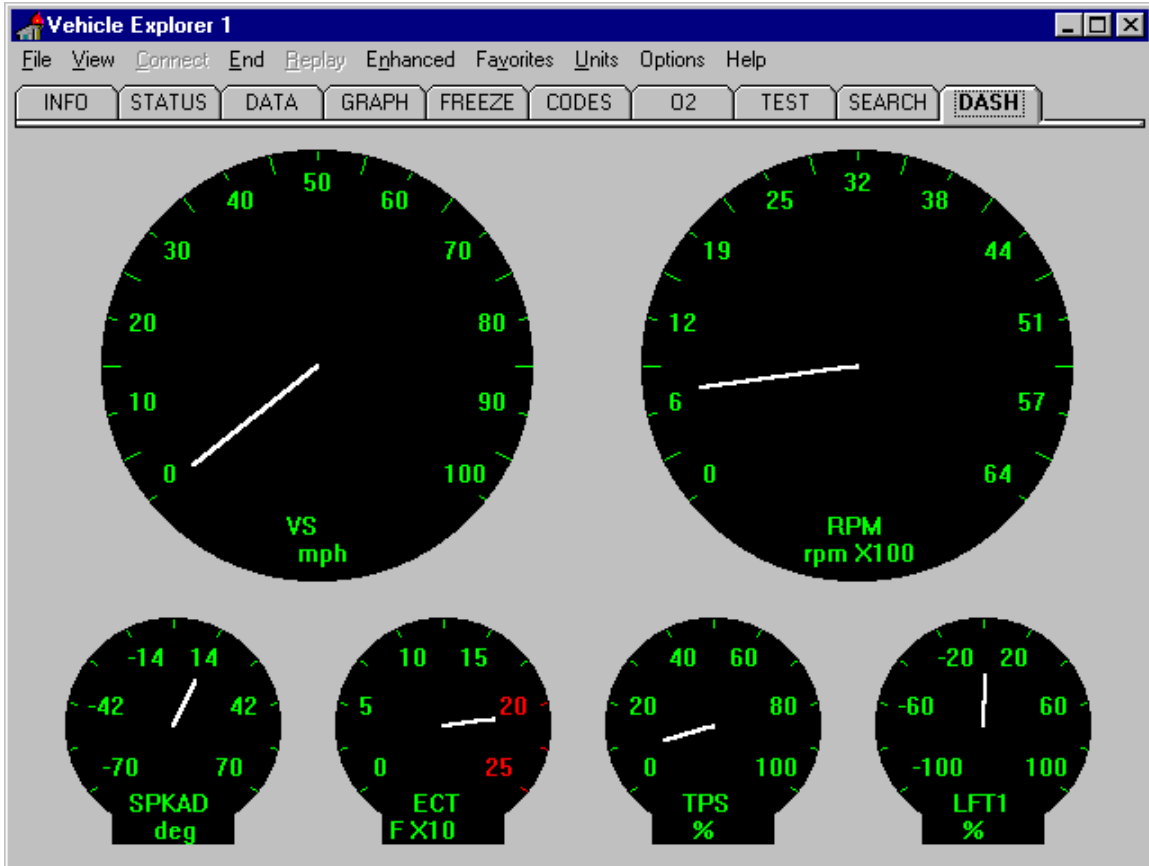 Vehicle Explorer 1
File View Connect End Replay Enhanced Favorites Units Options Help
INFO STATUS DATA GRAPH FREEZE CODES O2 TEST SEARCH DASH
0 10 20 30 40 50 60 70 80 90 100
VS
mph
0 6 12 19 25 32 38 44 51 57 64
RPM
rpm X100
-70 -42 -14 14 42 70
SPKAD
deg
0 5 10 15 20 25
ECT
F X10
0 20 40 60 80 100
TPS
%
-100 -60 -20 20 60 100
LFT1
%